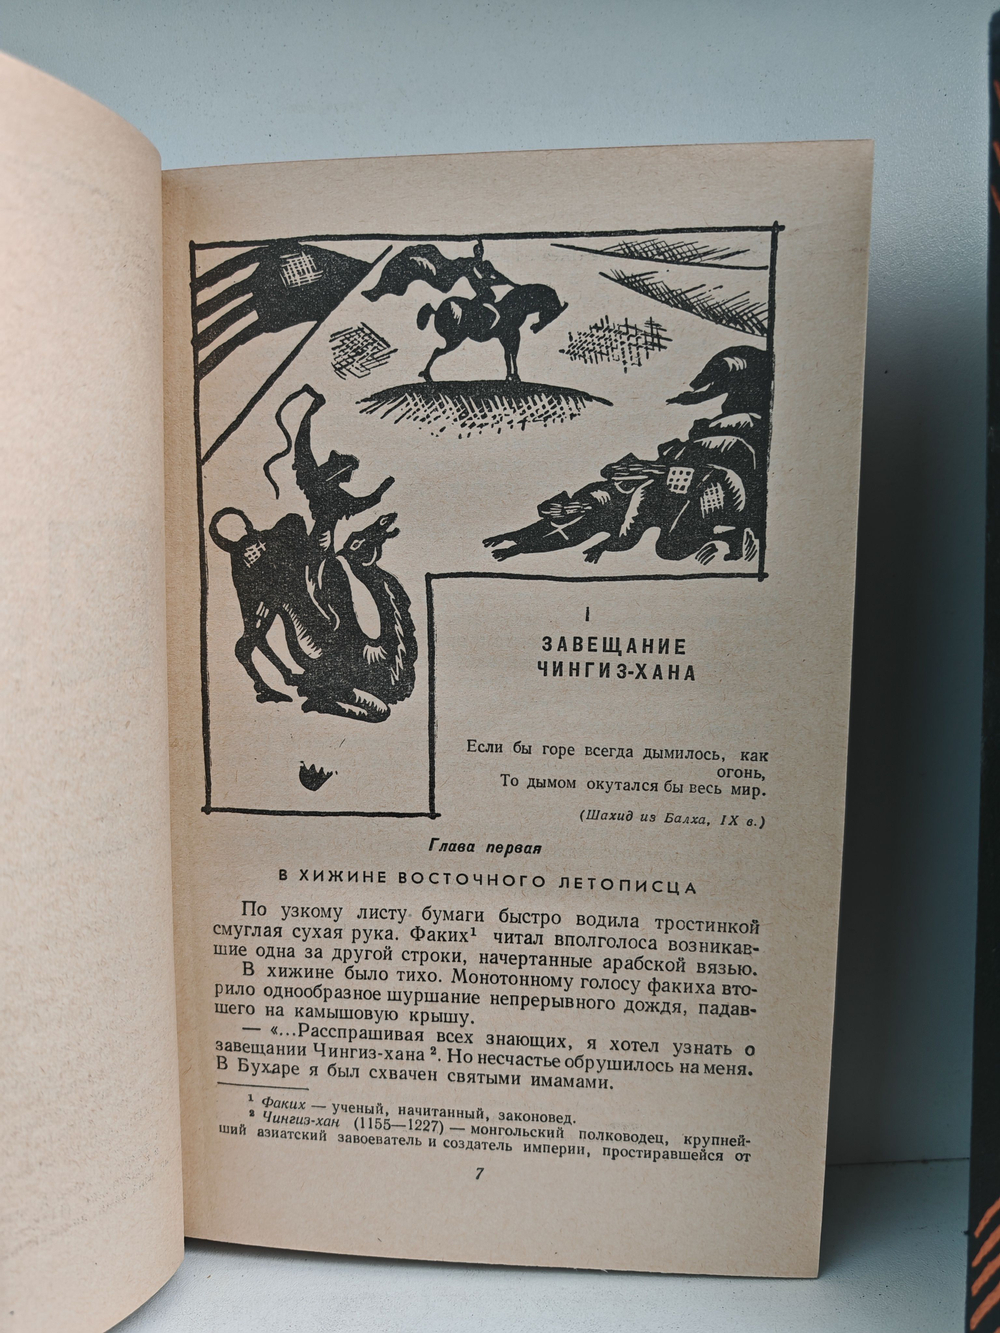 I
ЗАВЕЩАНИЕ
ЧИНГИЗ-ХАНА
Если бы горе всегда дымилось, как
огонь,
То дымом окутался бы весь мир.
(Шахид из Балха, IX в.)
Глава первая
В ХИЖИНЕ ВОСТОЧНОГО ЛЕТОПИСЦА
По узкому листу бумаги быстро водила тростинкой
смуглая сухая рука. Факих¹ читал вполголоса возникав-
шие одна за другой строки, начертанные арабской вязью.
В хижине было тихо. Монотонному голосу факиха вто-
рило однообразное шуршание непрерывного дождя, падав-
шего на камышовую крышу.
— «...Расспрашивая всех знающих, я хотел узнать о
завещании Чингиз-хана ². Но несчастье обрушилось на меня.
В Бухаре я был схвачен святыми имамами.
¹ Факих — ученый, начитанный, законовед.
² Чингиз-хан (1155—1227) — монгольский полководец, крупней-
ший азиатский завоеватель и создатель империи, простиравшейся от
7